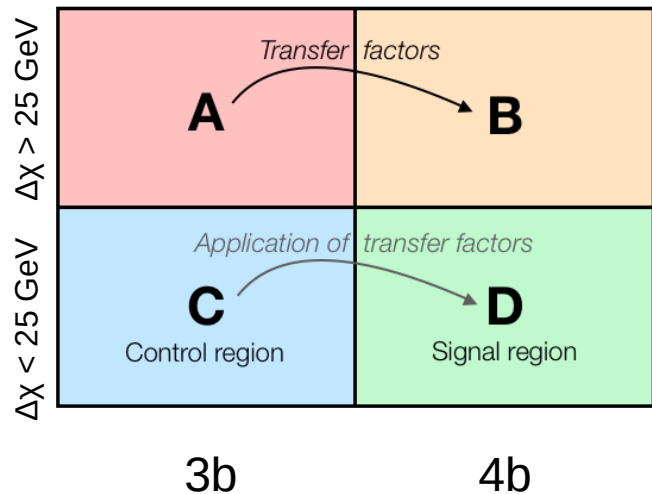 Δχ > 25 GeV
Transfer factors
A
B
Δχ < 25 GeV
Application of transfer factors
C
D
Control region
Signal region
3b
4b